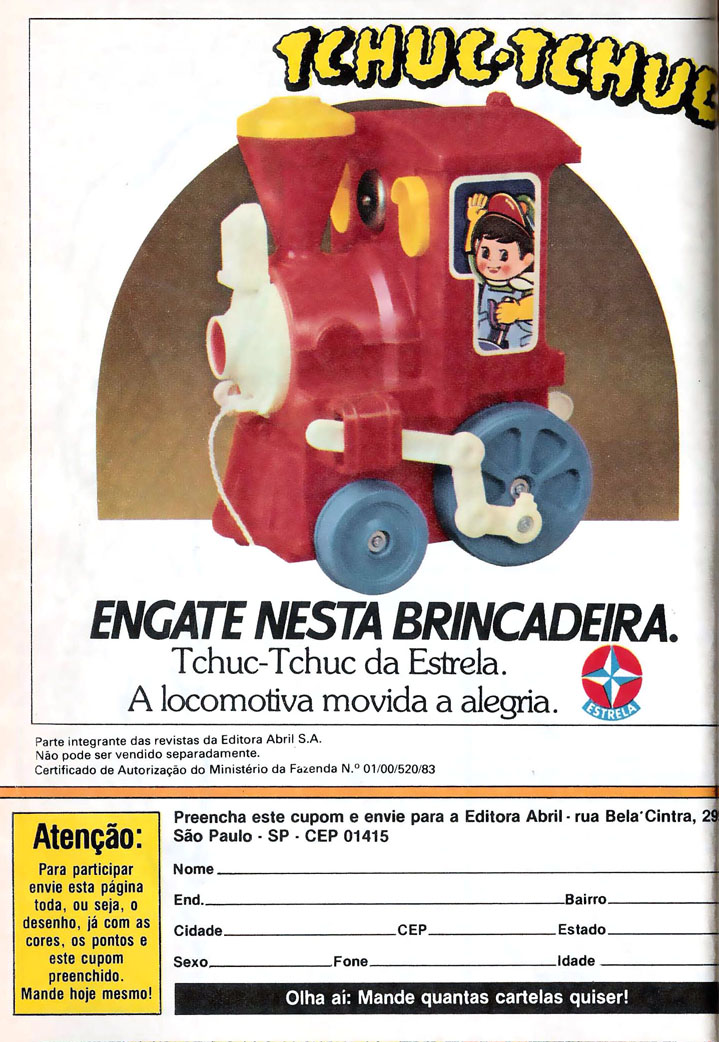 TCHUC-TCHUC
ENGATE NESTA BRINCADEIRA.
Tchuc-Tchuc da Estrela.
A locomotiva movida a alegria.
ESTRELA
Parte integrante das revistas da Editora Abril S.A.
Não pode ser vendido separadamente.
Certificado de Autorização do Ministério da Fazenda N.º 01/00/520/83
Atenção:
Para participar
envie esta página
toda, ou seja, o
desenho, já com as
cores, os pontos e
este cupom
preenchido.
Mande hoje mesmo!
Preencha este cupom e envie para a Editora Abril - rua Bela Cintra, 29
São Paulo - SP - CEP 01415
Nome
End. Bairro
Cidade CEP Estado
Sexo Fone Idade
Olha aí: Mande quantas cartelas quiser!